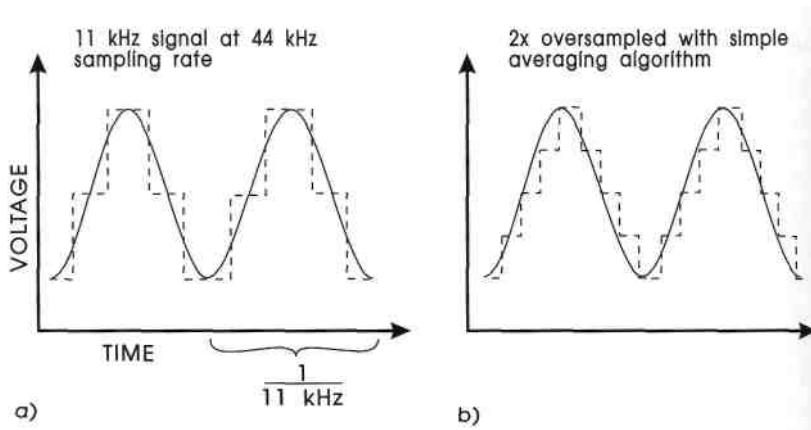 11 kHz signal at 44 kHz
sampling rate
VOLTAGE
TIME
1
11 kHz
a)
2x oversampled with simple
averaging algorithm
b)